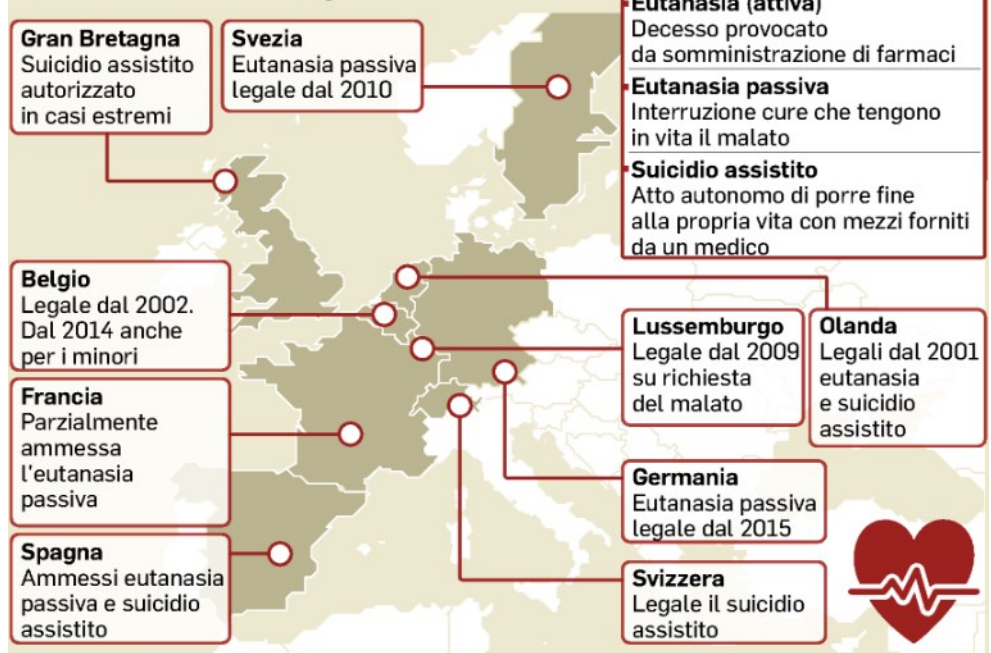 Gran Bretagna
Suicidio assistito
autorizzato
in casi estremi
Svezia
Eutanasia passiva
legale dal 2010
Eutanasia (attiva)
Decesso provocato
da somministrazione di farmaci
Eutanasia passiva
Interruzione cure che tengono
in vita il malato
Suicidio assistito
Atto autonomo di porre fine
alla propria vita con mezzi forniti
da un medico
Belgio
Legale dal 2002.
Dal 2014 anche
per i minori
Francia
Parzialmente
ammessa
l'eutanasia
passiva
Spagna
Ammessi eutanasia
passiva e suicidio
assistito
Lussemburgo
Legale dal 2009
su richiesta
del malato
Olanda
Legali dal 2001
eutanasia
e suicidio
assistito
Germania
Eutanasia passiva
legale dal 2015
Svizzera
Legale il suicidio
assistito